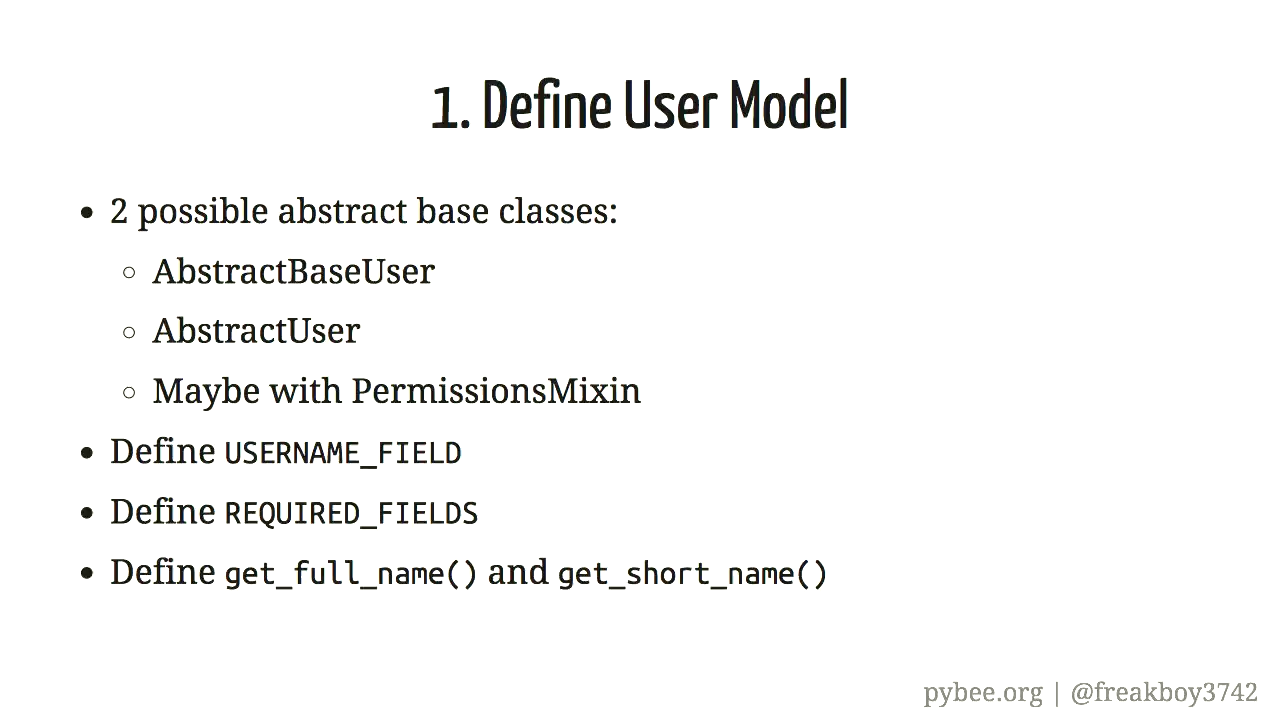 1. Define User Model
• 2 possible abstract base classes:
○ AbstractBaseUser
○ AbstractUser
○ Maybe with PermissionsMixin
• Define USERNAME_FIELD
• Define REQUIRED_FIELDS
• Define get_full_name() and get_short_name()
pybee.org | @freakboy3742